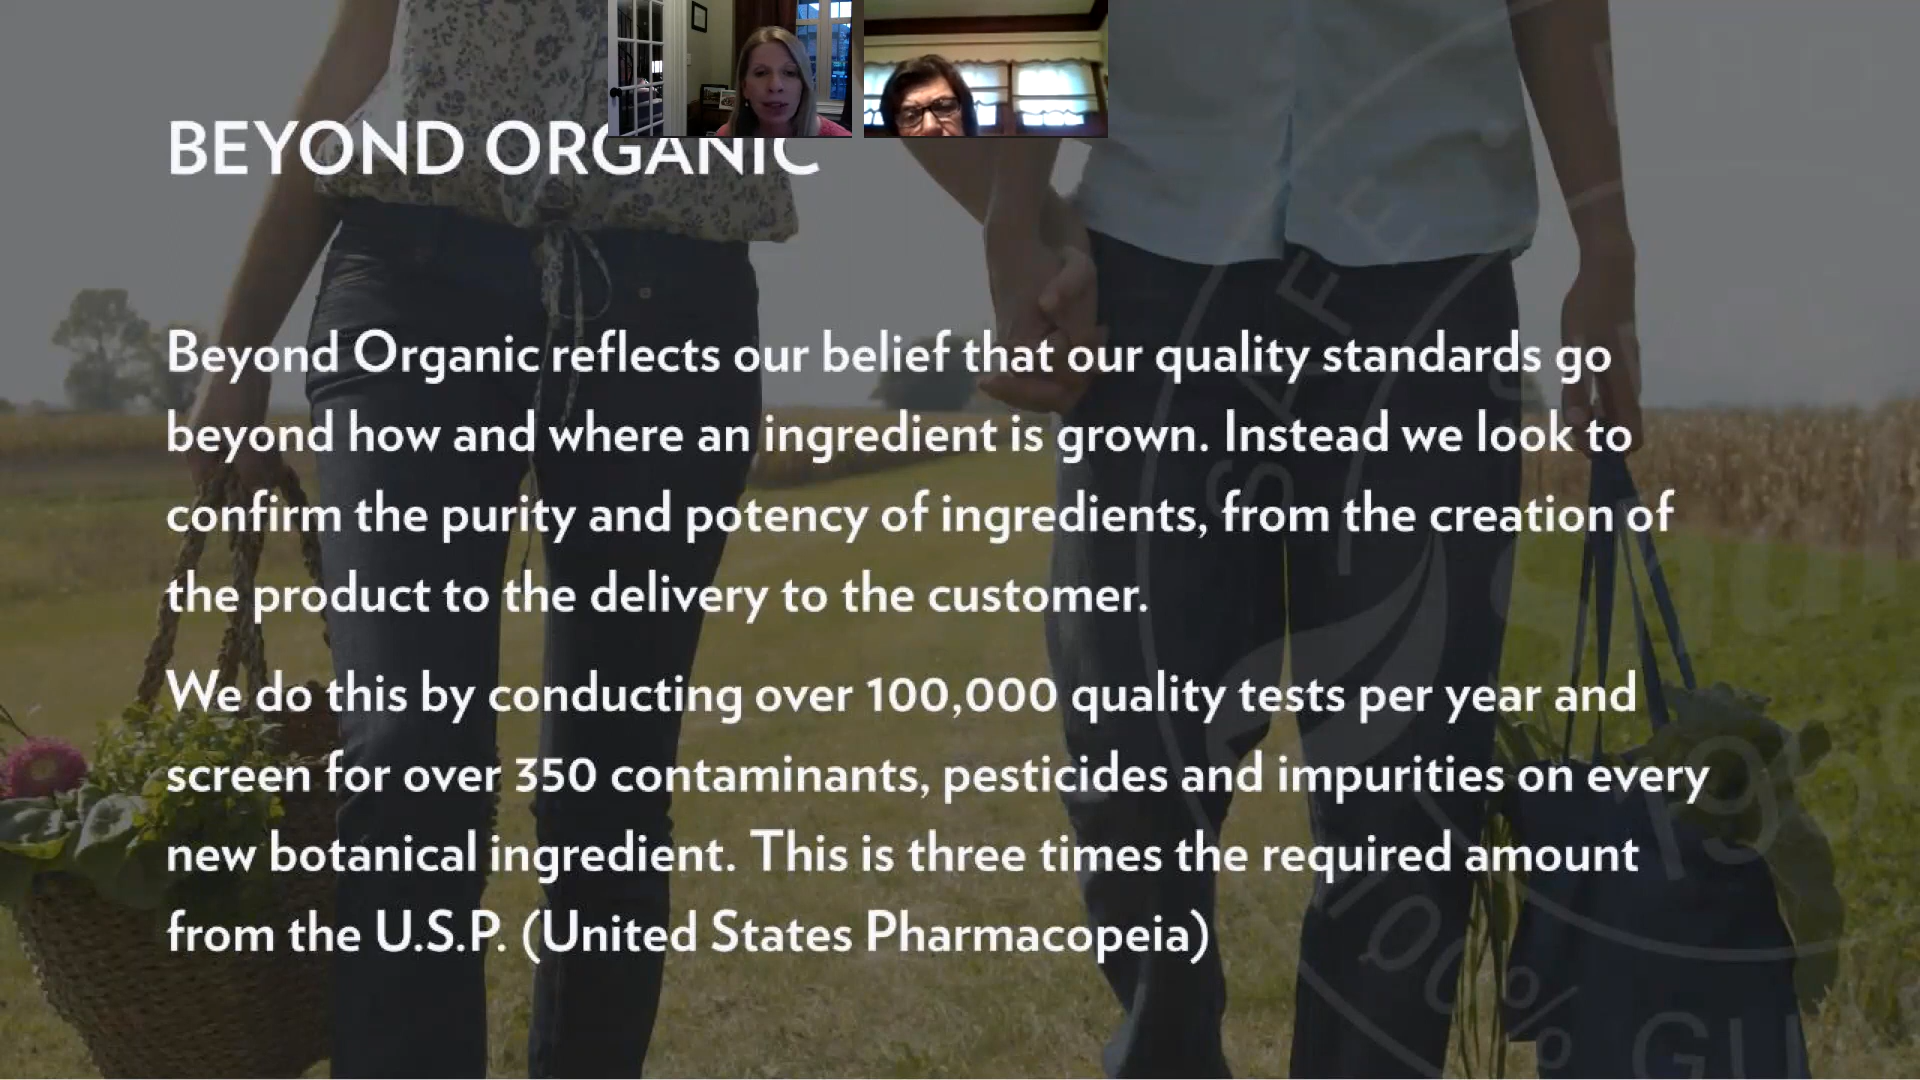 BEYOND ORGANIC
Beyond Organic reflects our belief that our quality standards go
beyond how and where an ingredient is grown. Instead we look to
confirm the purity and potency of ingredients, from the creation of
the product to the delivery to the customer.
We do this by conducting over 100,000 quality tests per year and
screen for over 350 contaminants, pesticides and impurities on every
new botanical ingredient. This is three times the required amount
from the U.S.P. (United States Pharmacopeia)
SAFE
100%